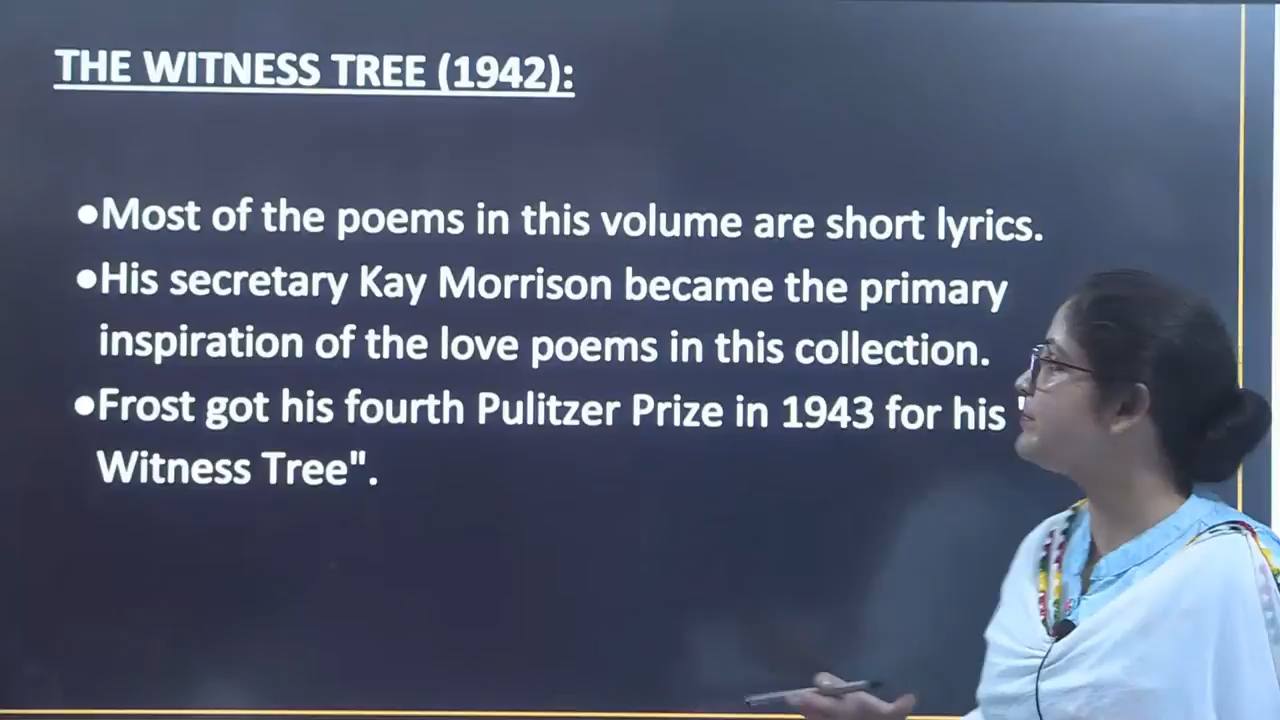 THE WITNESS TREE (1942):
●Most of the poems in this volume are short lyrics.
●His secretary Kay Morrison became the primary
inspiration of the love poems in this collection.
●Frost got his fourth Pulitzer Prize in 1943 for his "
Witness Tree".